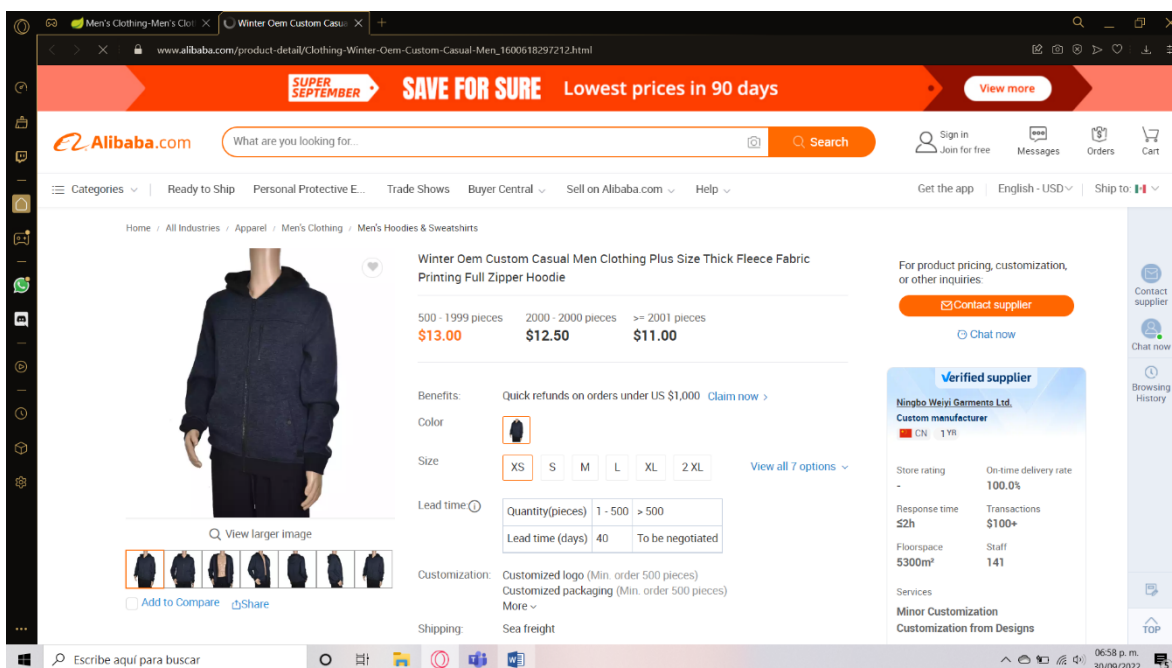 Men's Clothing-Men's Clot
Winter Oem Custom Casua
www.alibaba.com/product-detail/Clothing-Winter-Oem-Custom-Casual-Men_1600618297212.html
SUPER SEPTEMBER SAVE FOR SURE Lowest prices in 90 days View more
Alibaba.com What are you looking for... Search
Sign in
Join for free
Messages Orders Cart
Categories Ready to Ship Personal Protective E... Trade Shows Buyer Central Sell on Alibaba.com Help Get the app English - USD Ship to:
Home / All Industries / Apparel / Men's Clothing / Men's Hoodies & Sweatshirts
Winter Oem Custom Casual Men Clothing Plus Size Thick Fleece Fabric
Printing Full Zipper Hoodie
500 - 1999 pieces 2000 - 2000 pieces >= 2001 pieces
$13.00 $12.50 $11.00
Benefits: Quick refunds on orders under US $1,000 Claim now >
Color
Size XS S M L XL 2 XL View all 7 options
Lead time Quantity(pieces) 1 - 500 > 500
Lead time (days) 40 To be negotiated
Customization: Customized logo (Min. order 500 pieces)
Customized packaging (Min. order 500 pieces)
More
Shipping: Sea freight
View larger image
Add to Compare Share
For product pricing, customization,
or other inquiries:
Contact supplier
Chat now
Verified supplier
Ningbo Weiyi Garments Ltd.
Custom manufacturer
CN 1 YR
Store rating On-time delivery rate
- 100.0%
Response time Transactions
≤2h $100+
Floorspace Staff
5300m² 141
Services
Minor Customization
Customization from Designs
Contact
supplier
Chat now
Browsing
History
TOP
Escribe aquí para buscar
06:58 p. m.
30/09/2022